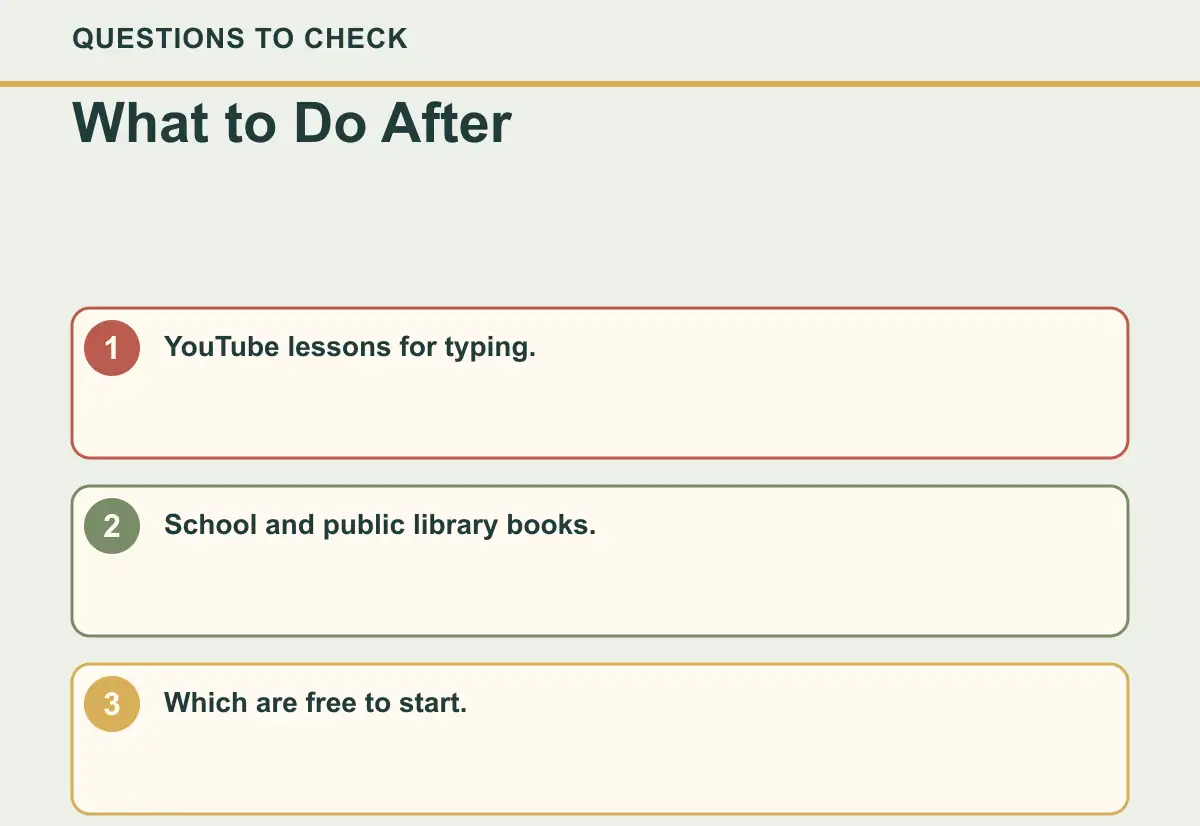 QUESTIONS TO CHECK
What to Do After
1 YouTube lessons for typing.
2 School and public library books.
3 Which are free to start.